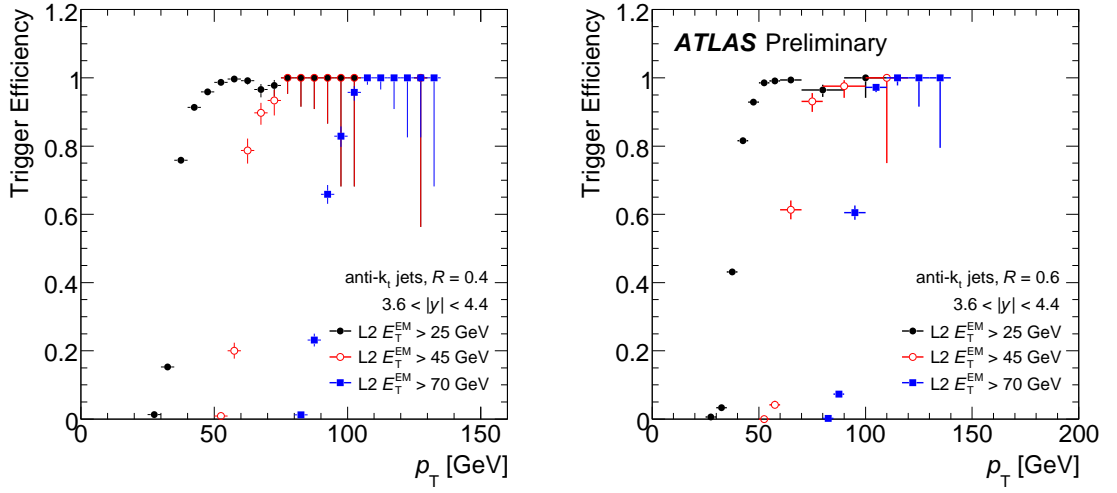 Trigger Efficiency
1.2
1
0.8
0.6
0.4
0.2
0
anti-k_t jets, R = 0.4
3.6 < |y| < 4.4
L2 E_T^EM > 25 GeV
L2 E_T^EM > 45 GeV
L2 E_T^EM > 70 GeV
0 50 100 150
p_T [GeV]
Trigger Efficiency
1.2
1
0.8
0.6
0.4
0.2
0
ATLAS Preliminary
anti-k_t jets, R = 0.6
3.6 < |y| < 4.4
L2 E_T^EM > 25 GeV
L2 E_T^EM > 45 GeV
L2 E_T^EM > 70 GeV
0 50 100 150 200
p_T [GeV]